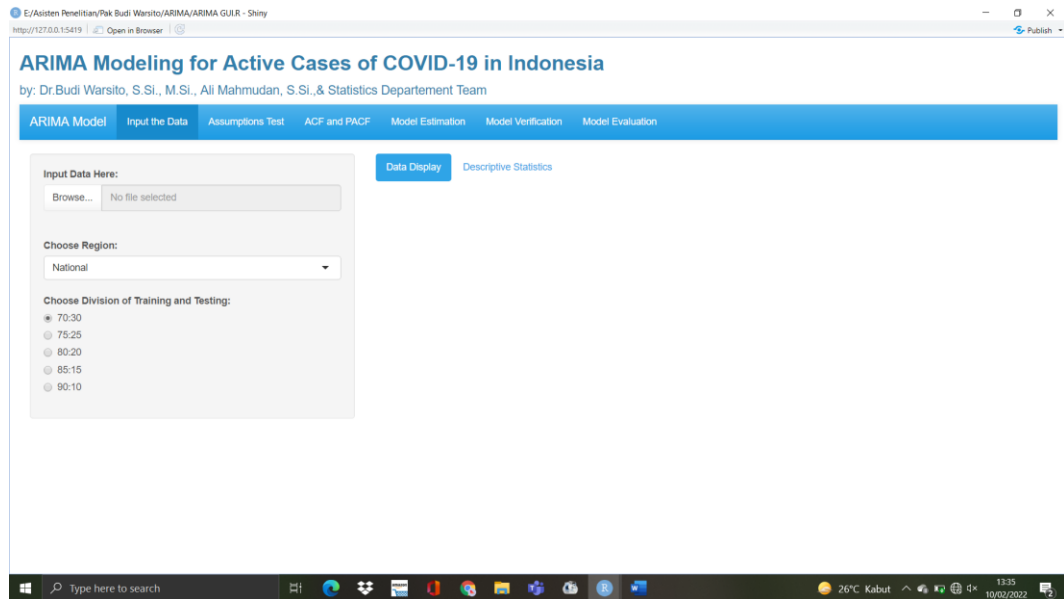 E:/Asisten Penelitian/Pak Budi Warsito/ARIMA/ARIMA GUI.R - Shiny
http://127.0.0.1:5419 Open in Browser
Publish
ARIMA Modeling for Active Cases of COVID-19 in Indonesia
by: Dr.Budi Warsito, S.Si., M.Si., Ali Mahmudan, S.Si.,& Statistics Departement Team
ARIMA Model Input the Data Assumptions Test ACF and PACF Model Estimation Model Verification Model Evaluation
Data Display Descriptive Statistics
Input Data Here:
Browse... No file selected
Choose Region:
National
Choose Division of Training and Testing:
70:30
75:25
80:20
85:15
90:10
Type here to search
26°C Kabut
13:35
10/02/2022